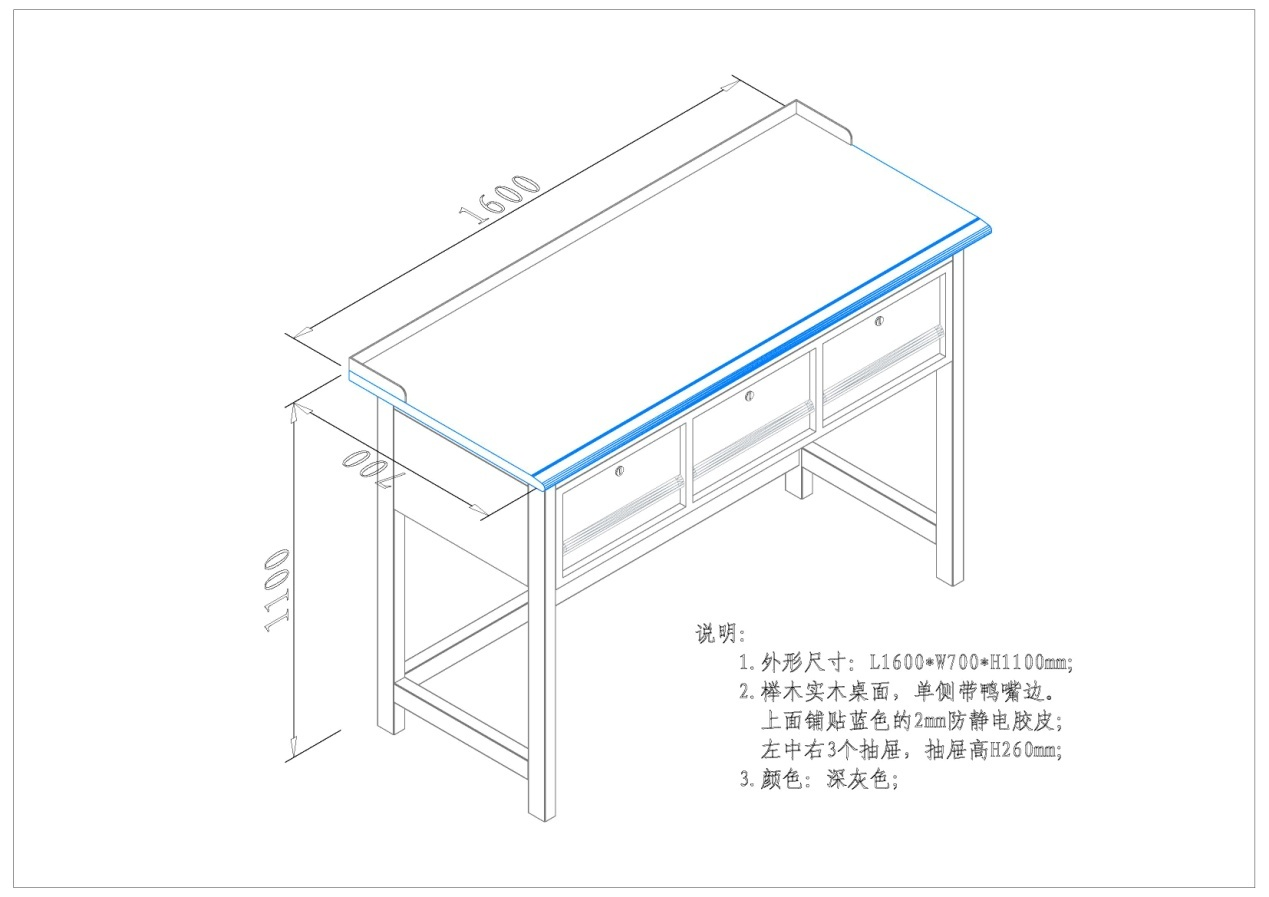 1600
700
1100
说明:
1.外形尺寸: L1600*W700*H1100mm;
2.榉木实木桌面, 单侧带鸭嘴边。
上面铺贴蓝色的2mm防静电胶皮;
左中右3个抽屉, 抽屉高H260mm;
3.颜色: 深灰色;